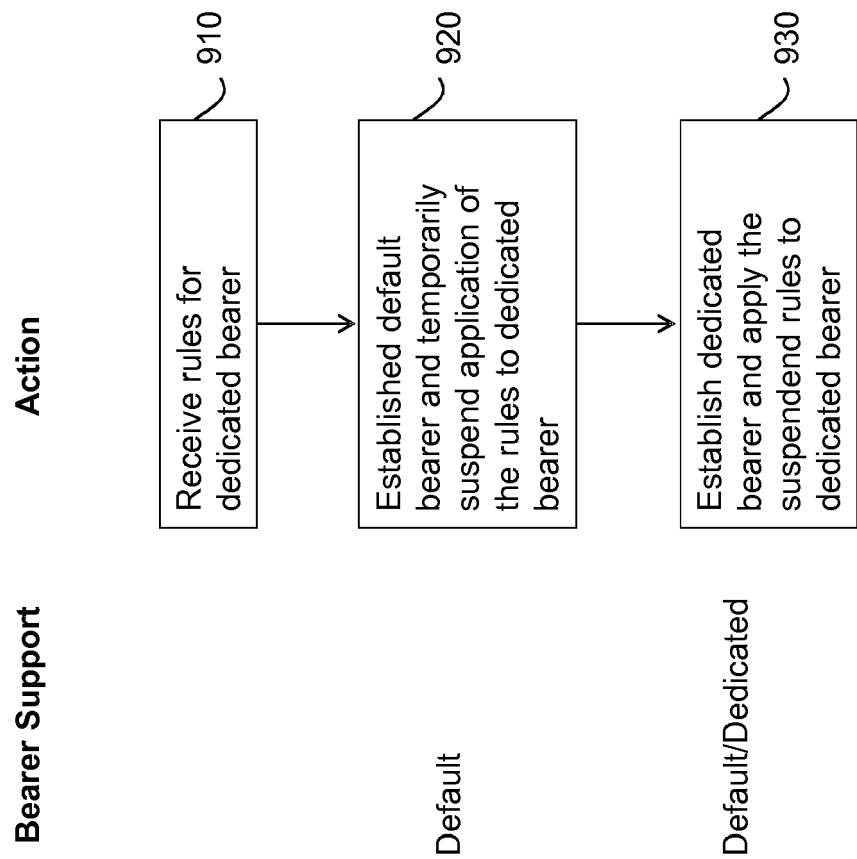 Bearer Support
Action
Receive rules for
dedicated bearer
910
Default
Established default
bearer and temporarily
suspend application of
the rules to dedicated
bearer
920
Default/Dedicated
Establish dedicated
bearer and apply the
suspendend rules to
dedicated bearer
930